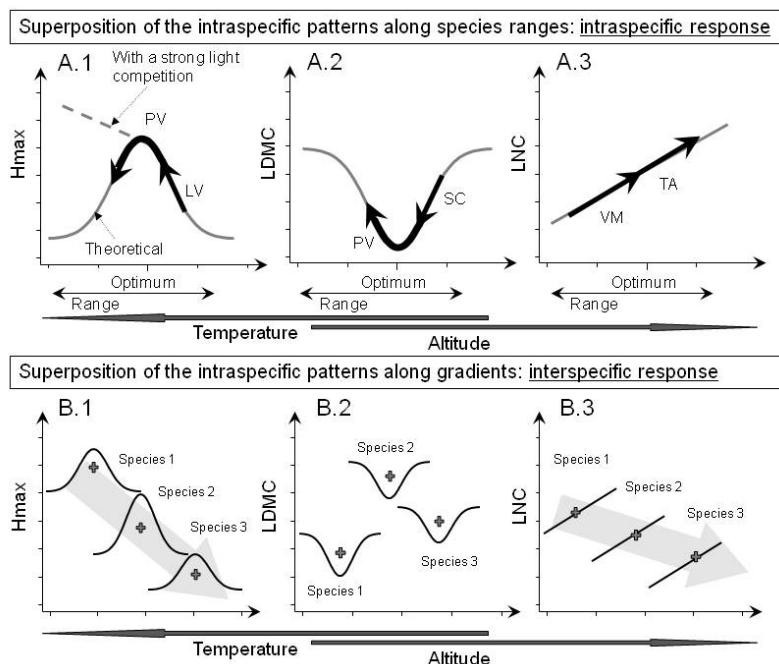 Superposition of the intraspecific patterns along species ranges: intraspecific response
A.1
With a strong light
competition
PV
LV
Theoretical
Hmax
Optimum
Range
A.2
LDMC
SC
PV
Optimum
Range
A.3
LNC
TA
VM
Optimum
Range
Temperature
Altitude
Superposition of the intraspecific patterns along gradients: interspecific response
B.1
Hmax
Species 1
Species 2
Species 3
B.2
LDMC
Species 2
Species 3
Species 1
B.3
LNC
Species 1
Species 2
Species 3
Temperature
Altitude